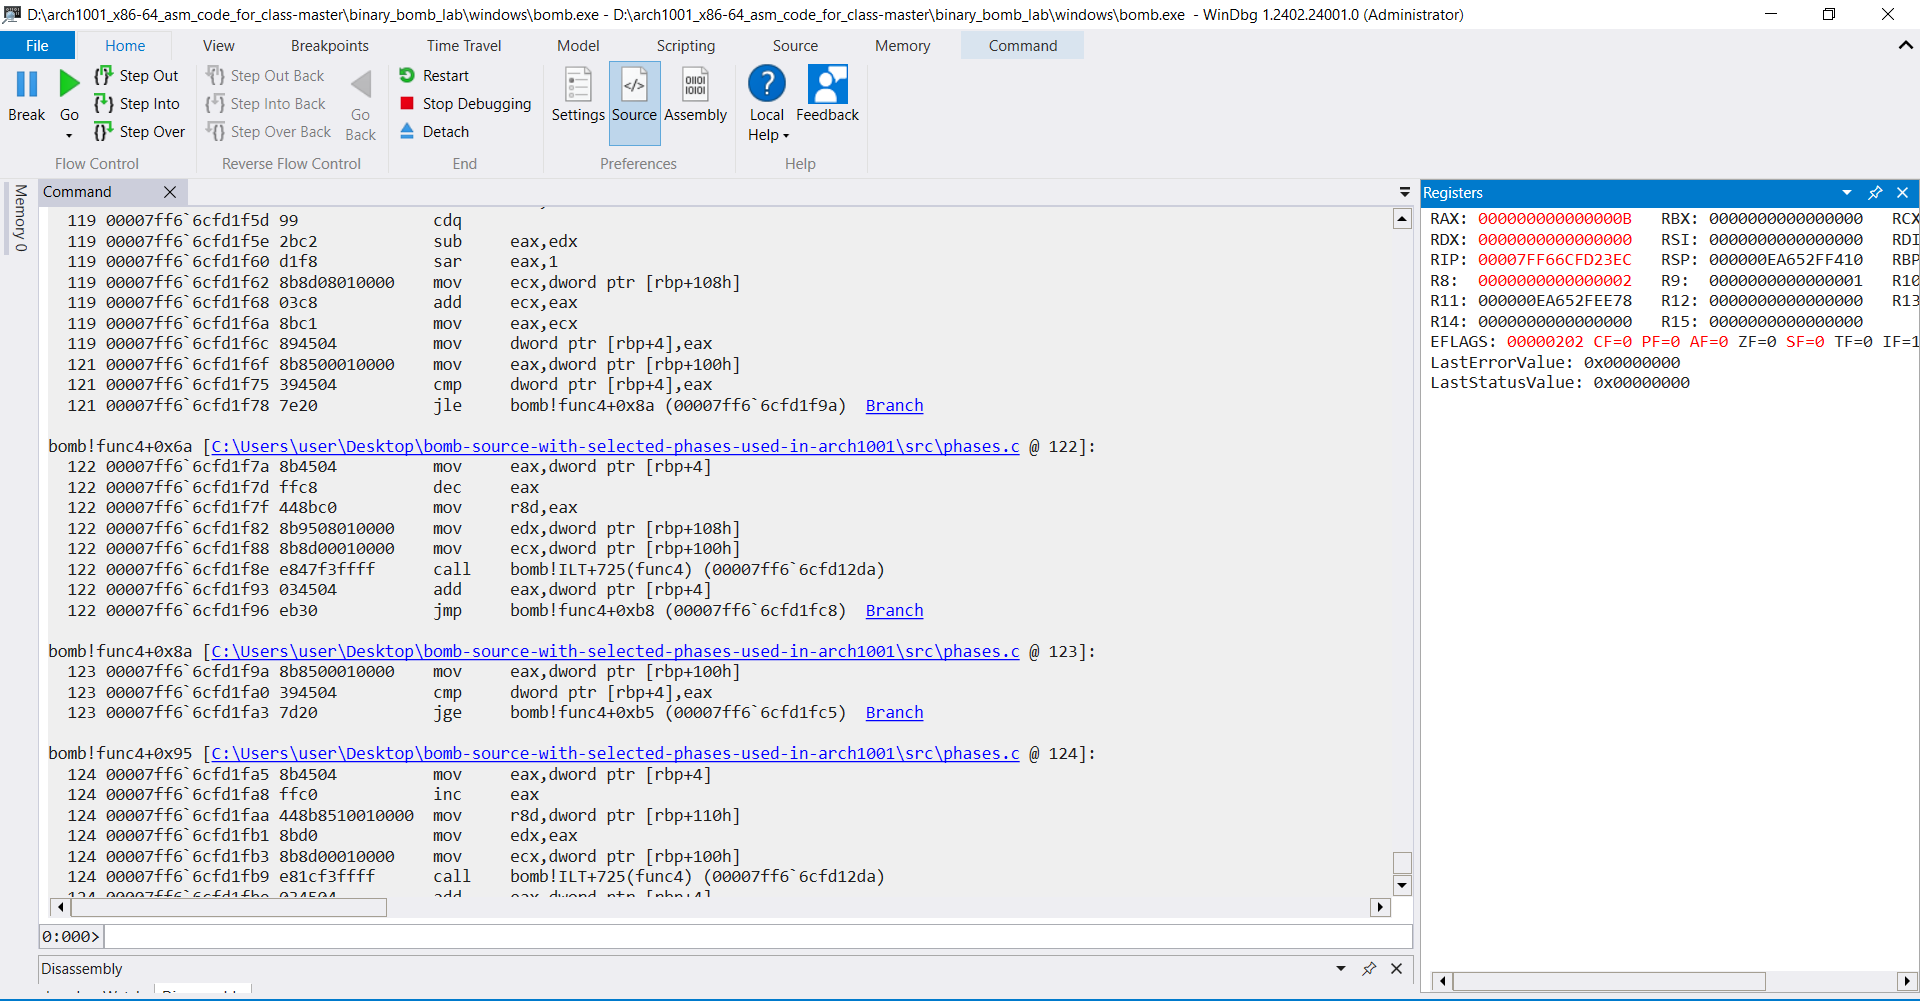 D:\arch1001_x86-64_asm_code_for_class-master\binary_bomb_lab\windows\bomb.exe - D:\arch1001_x86-64_asm_code_for_class-master\binary_bomb_lab\windows\bomb.exe - WinDbg 1.2402.24001.0 (Administrator)
File Home View Breakpoints Time Travel Model Scripting Source Memory Command
Break Go Step Out Step Into Step Over
Flow Control
Step Out Back Step Into Back Step Over Back Go Back
Reverse Flow Control
Restart Stop Debugging Detach
End
Settings Source Assembly
Preferences
Local Help Feedback
Help
Memory 0
Command
119 00007ff6`6cfd1f5d 99 cdq
119 00007ff6`6cfd1f5e 2bc2 sub eax,edx
119 00007ff6`6cfd1f60 d1f8 sar eax,1
119 00007ff6`6cfd1f62 8b8d08010000 mov ecx,dword ptr [rbp+108h]
119 00007ff6`6cfd1f68 03c8 add ecx,eax
119 00007ff6`6cfd1f6a 8bc1 mov eax,ecx
119 00007ff6`6cfd1f6c 894504 mov dword ptr [rbp+4],eax
121 00007ff6`6cfd1f6f 8b8500010000 mov eax,dword ptr [rbp+100h]
121 00007ff6`6cfd1f75 394504 cmp dword ptr [rbp+4],eax
121 00007ff6`6cfd1f78 7e20 jle bomb!func4+0x8a (00007ff6`6cfd1f9a) Branch
bomb!func4+0x6a [C:\Users\user\Desktop\bomb-source-with-selected-phases-used-in-arch1001\src\phases.c @ 122]:
122 00007ff6`6cfd1f7a 8b4504 mov eax,dword ptr [rbp+4]
122 00007ff6`6cfd1f7d ffc8 dec eax
122 00007ff6`6cfd1f7f 448bc0 mov r8d,eax
122 00007ff6`6cfd1f82 8b9508010000 mov edx,dword ptr [rbp+108h]
122 00007ff6`6cfd1f88 8b8d00010000 mov ecx,dword ptr [rbp+100h]
122 00007ff6`6cfd1f8e e847f3ffff call bomb!ILT+725(func4) (00007ff6`6cfd12da)
122 00007ff6`6cfd1f93 034504 add eax,dword ptr [rbp+4]
122 00007ff6`6cfd1f96 eb30 jmp bomb!func4+0xb8 (00007ff6`6cfd1fc8) Branch
bomb!func4+0x8a [C:\Users\user\Desktop\bomb-source-with-selected-phases-used-in-arch1001\src\phases.c @ 123]:
123 00007ff6`6cfd1f9a 8b8500010000 mov eax,dword ptr [rbp+100h]
123 00007ff6`6cfd1fa0 394504 cmp dword ptr [rbp+4],eax
123 00007ff6`6cfd1fa3 7d20 jge bomb!func4+0xb5 (00007ff6`6cfd1fc5) Branch
bomb!func4+0x95 [C:\Users\user\Desktop\bomb-source-with-selected-phases-used-in-arch1001\src\phases.c @ 124]:
124 00007ff6`6cfd1fa5 8b4504 mov eax,dword ptr [rbp+4]
124 00007ff6`6cfd1fa8 ffc0 inc eax
124 00007ff6`6cfd1faa 448b8510010000 mov r8d,dword ptr [rbp+110h]
124 00007ff6`6cfd1fb1 8bd0 mov edx,eax
124 00007ff6`6cfd1fb3 8b8d00010000 mov ecx,dword ptr [rbp+100h]
124 00007ff6`6cfd1fb9 e81cf3ffff call bomb!ILT+725(func4) (00007ff6`6cfd12da)
124 00007ff6`6cfd1fbe 034504 add eax,dword ptr [rbp+4]
0:000>
Disassembly
Registers
RAX: 000000000000000B RBX: 0000000000000000 RCX
RDX: 0000000000000000 RSI: 0000000000000000 RDI
RIP: 00007FF66CFD23EC RSP: 000000EA652FF410 RBP
R8: 0000000000000002 R9: 0000000000000001 R10
R11: 000000EA652FEE78 R12: 0000000000000000 R13
R14: 0000000000000000 R15: 0000000000000000
EFLAGS: 00000202 CF=0 PF=0 AF=0 ZF=0 SF=0 TF=0 IF=1
LastErrorValue: 0x00000000
LastStatusValue: 0x00000000